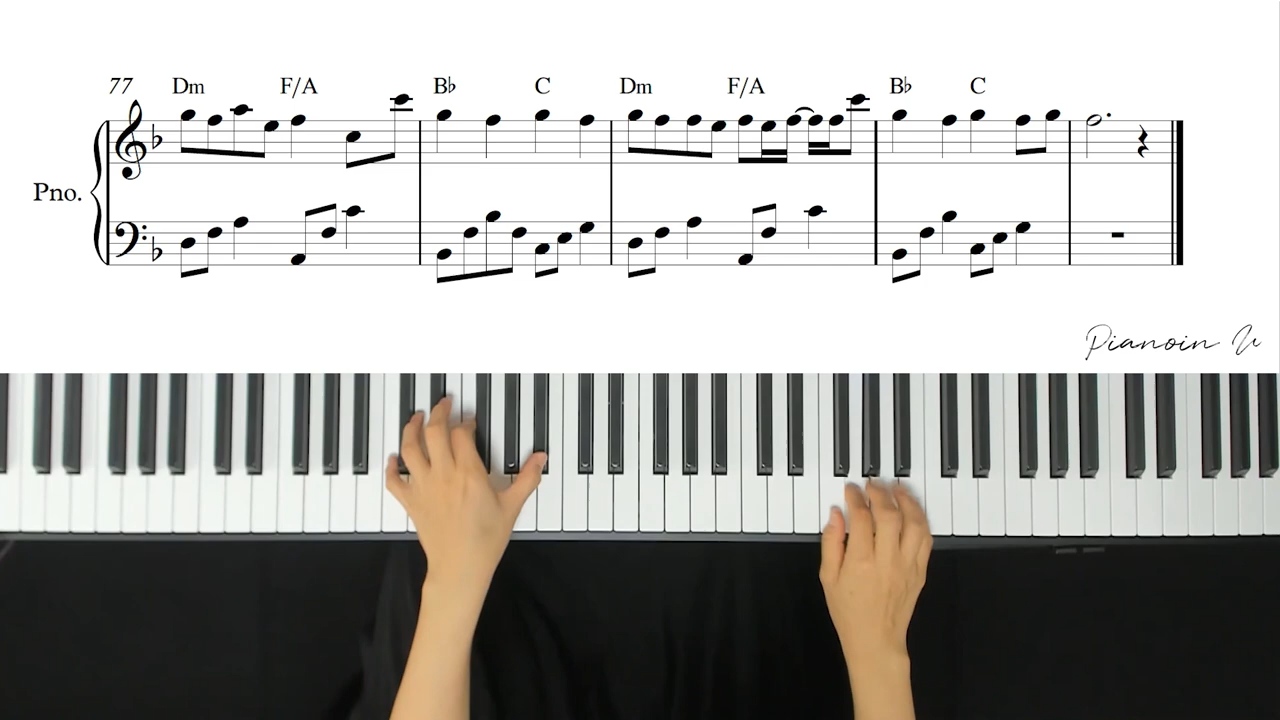 77 Dm F/A B♭ C Dm F/A B♭ C
Pno.
Pianoin U